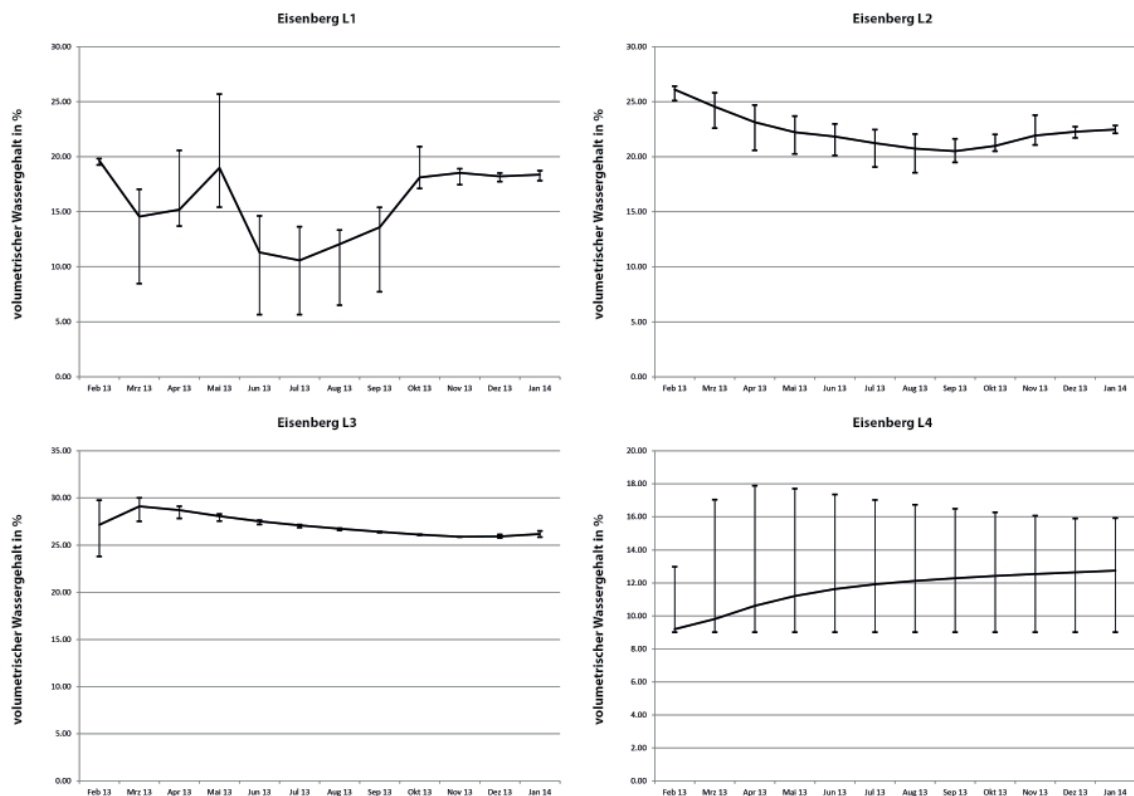 Eisenberg L1
volumetrischer Wassergehalt in %
30.00
25.00
20.00
15.00
10.00
5.00
0.00
Feb 13 Mrz 13 Apr 13 Mai 13 Jun 13 Jul 13 Aug 13 Sep 13 Okt 13 Nov 13 Dez 13 Jan 14
Eisenberg L2
volumetrischer Wassergehalt in %
30.00
25.00
20.00
15.00
10.00
5.00
0.00
Feb 13 Mrz 13 Apr 13 Mai 13 Jun 13 Jul 13 Aug 13 Sep 13 Okt 13 Nov 13 Dez 13 Jan 14
Eisenberg L3
volumetrischer Wassergehalt in %
35.00
30.00
25.00
20.00
15.00
10.00
5.00
0.00
Feb 13 Mrz 13 Apr 13 Mai 13 Jun 13 Jul 13 Aug 13 Sep 13 Okt 13 Nov 13 Dez 13 Jan 14
Eisenberg L4
volumetrischer Wassergehalt in %
20.00
18.00
16.00
14.00
12.00
10.00
8.00
6.00
4.00
2.00
0.00
Feb 13 Mrz 13 Apr 13 Mai 13 Jun 13 Jul 13 Aug 13 Sep 13 Okt 13 Nov 13 Dez 13 Jan 14